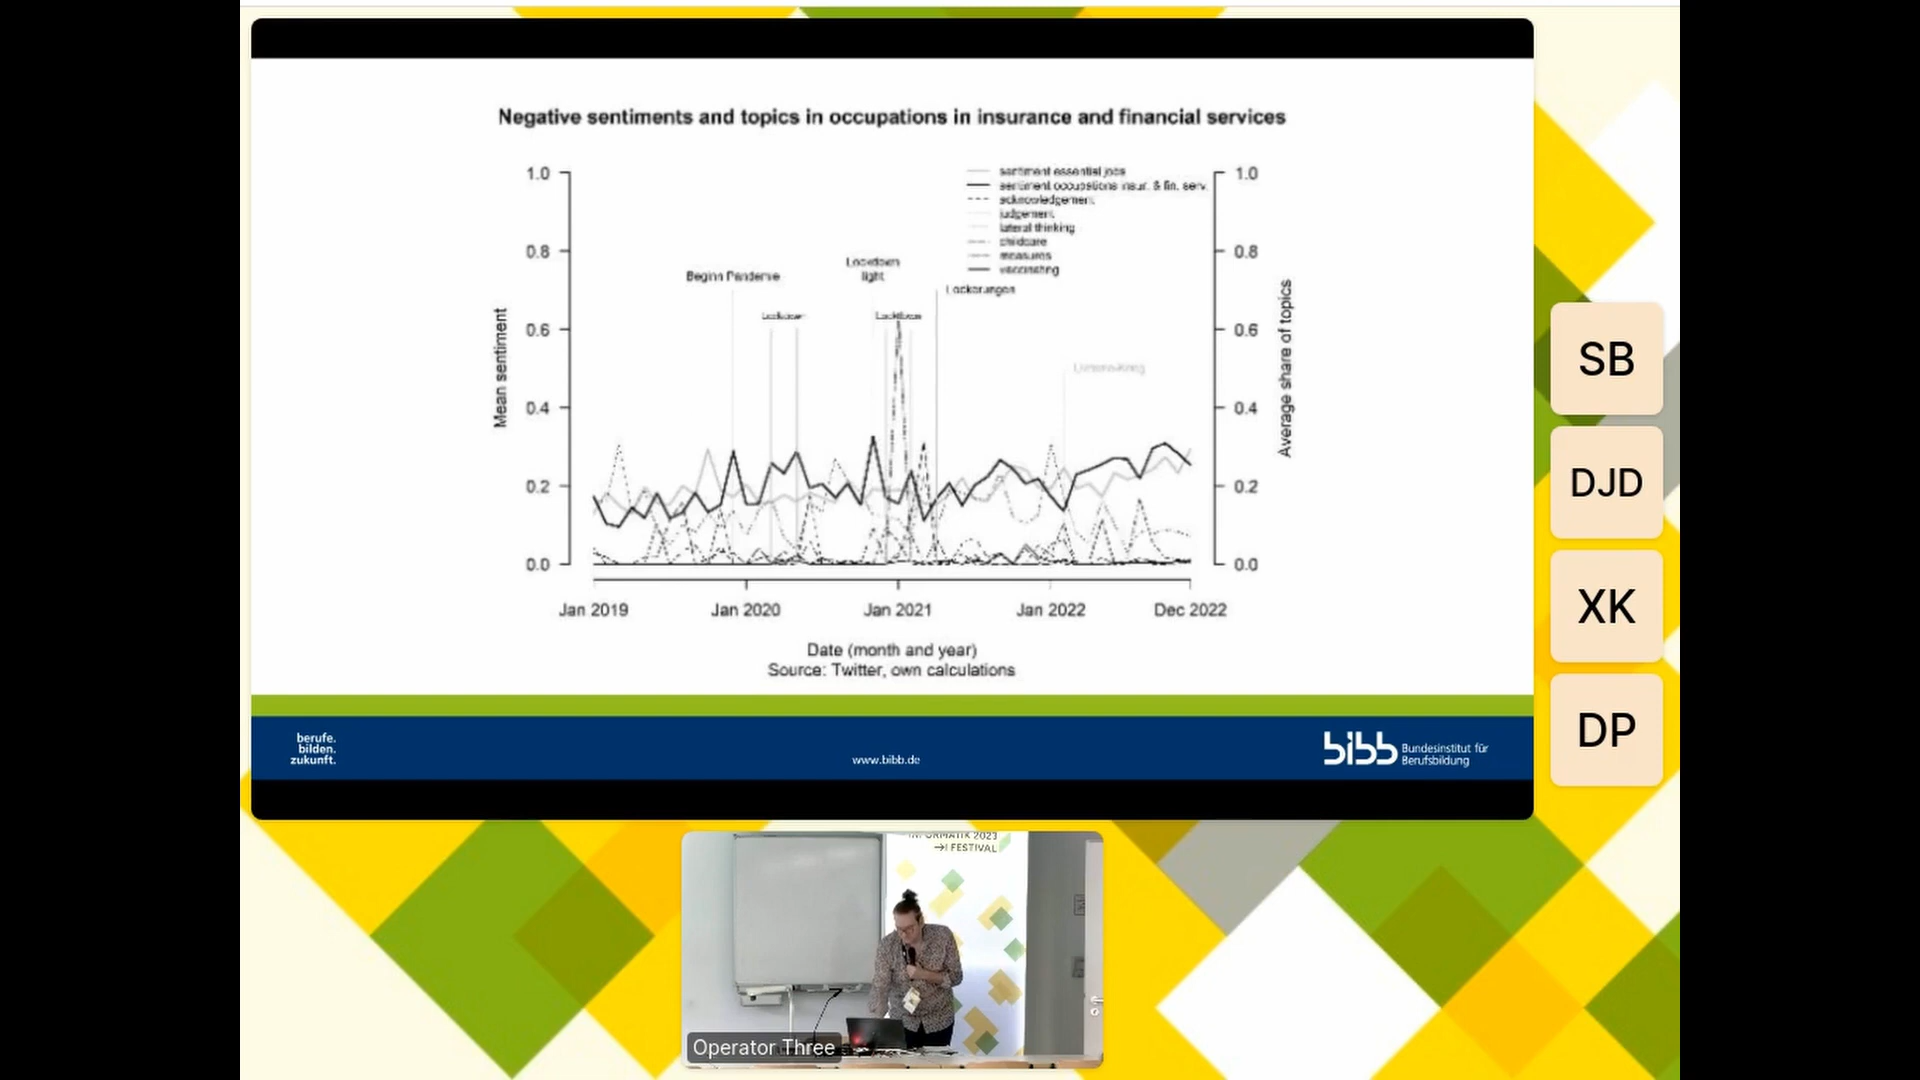 Negative sentiments and topics in occupations in insurance and financial services
1.0
0.8
0.6
0.4
0.2
0.0
Mean sentiment
sentiment essential jobs
sentiment occupations insur. & fin. serv.
acknowledgement
judgement
lateral thinking
childcare
measures
vaccinating
Beginn Pandemie
Lockdown
light
Lockdown
Lockdown
Lockerungen
1.0
0.8
0.6
0.4
0.2
0.0
Average share of topics
Jan 2019
Jan 2020
Jan 2021
Jan 2022
Dec 2022
Date (month and year)
Source: Twitter, own calculations
berufe.
bilden.
zukunft.
www.bibb.de
bibb
Bundesinstitut für
Berufsbildung
SB
DJD
XK
DP
INFORMATIK 2023
FESTIVAL
Operator Three